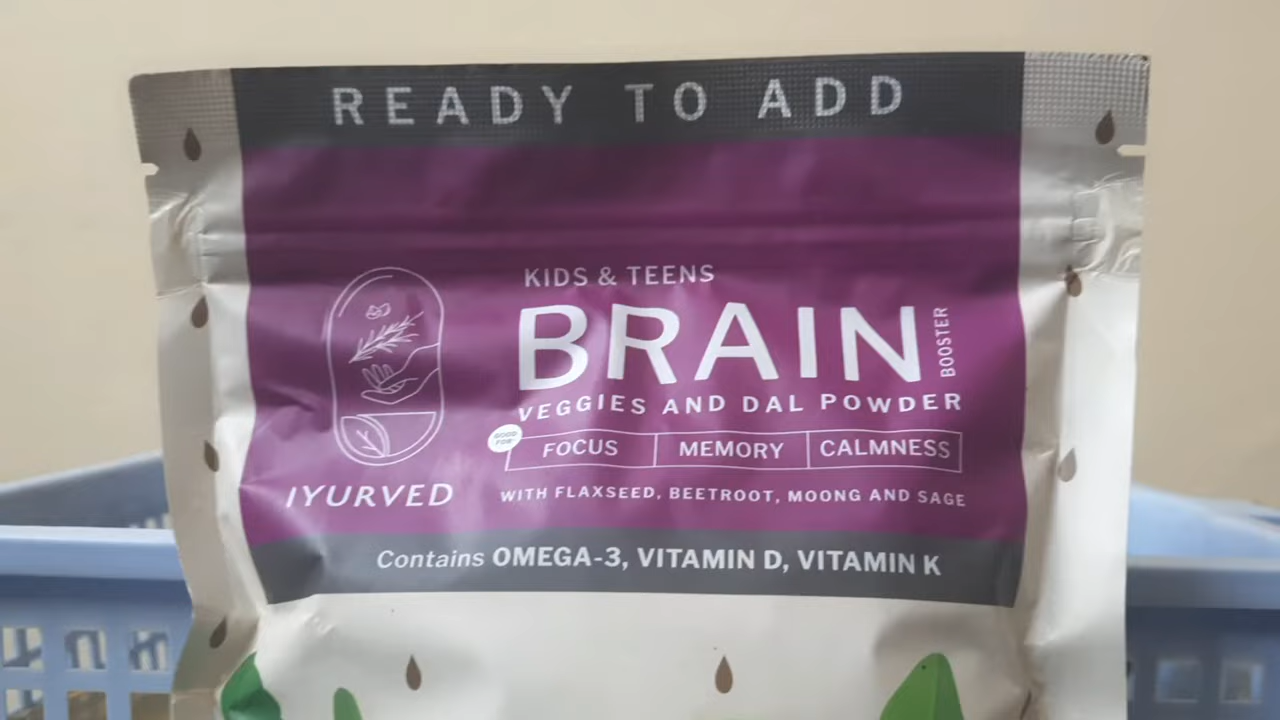 READY TO ADD
KIDS & TEENS
BRAIN
BOOSTER
VEGGIES AND DAL POWDER
GOOD FOR:
FOCUS MEMORY CALMNESS
WITH FLAXSEED, BEETROOT, MOONG AND SAGE
IYURVED
Contains OMEGA-3, VITAMIN D, VITAMIN K